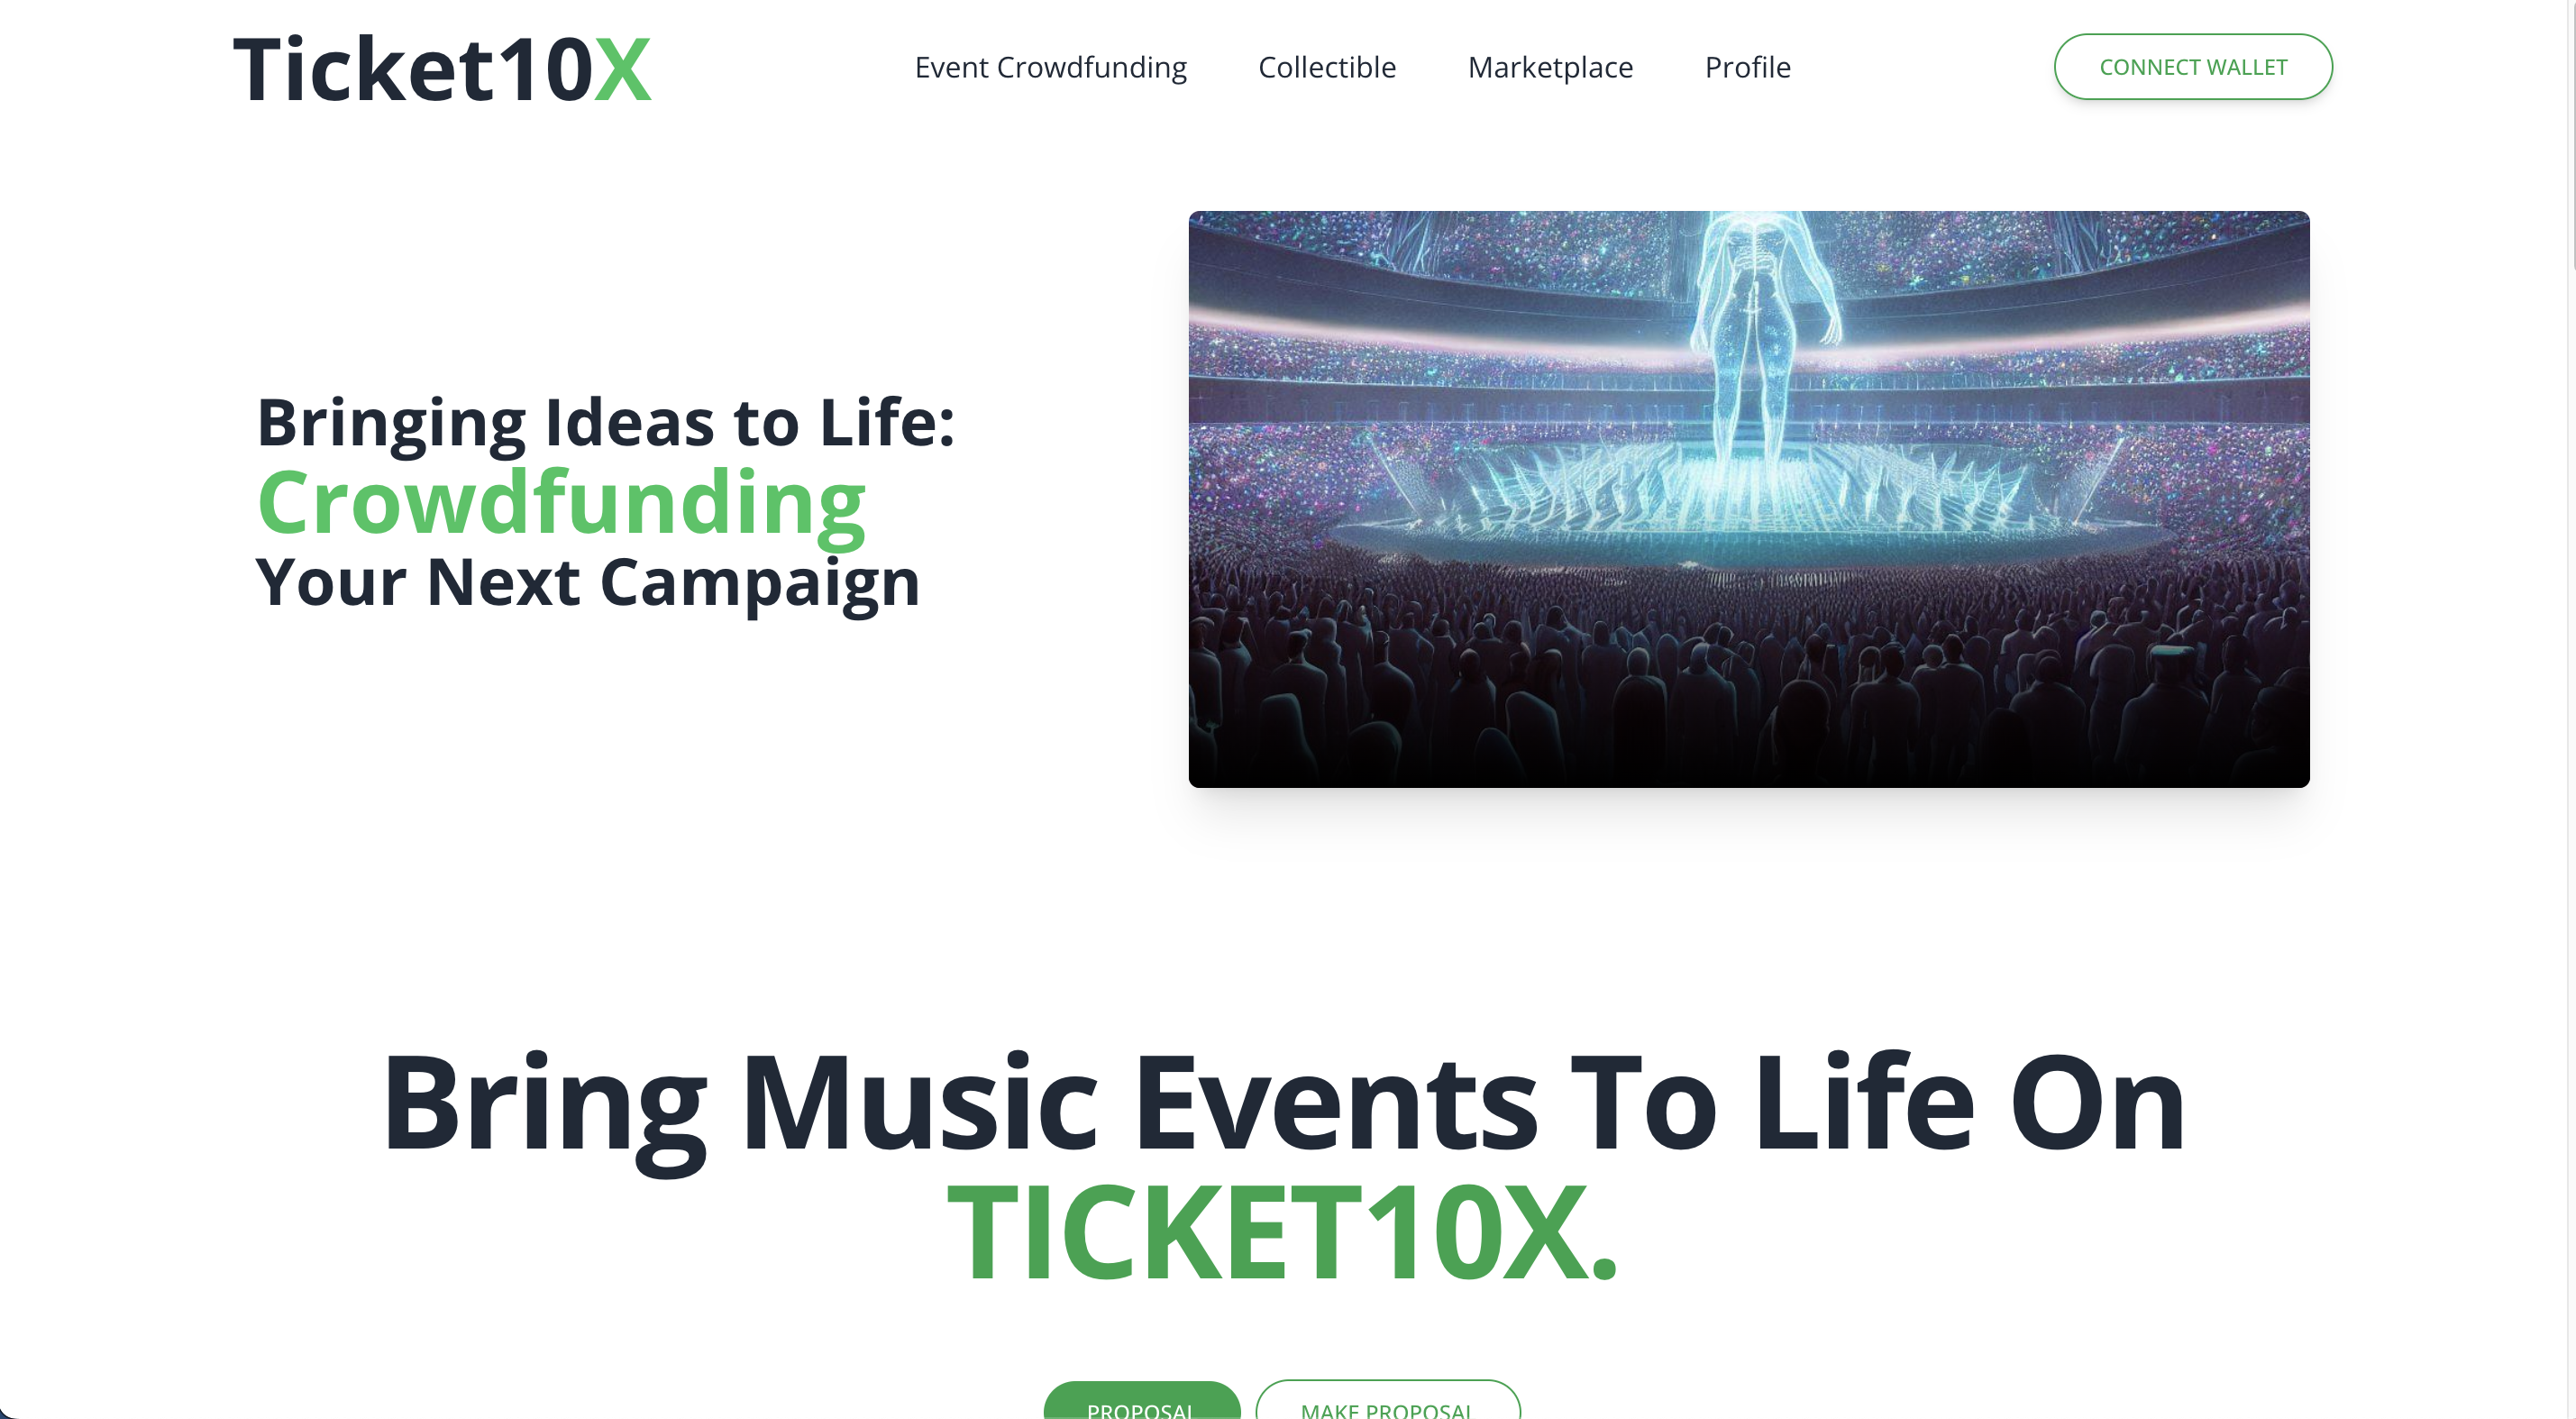 Ticket10X
Event Crowdfunding
Collectible
Marketplace
Profile
CONNECT WALLET
Bringing Ideas to Life:
Crowdfunding
Your Next Campaign
Bring Music Events To Life On
TICKET10X.
PROPOSAL
MAKE PROPOSAL